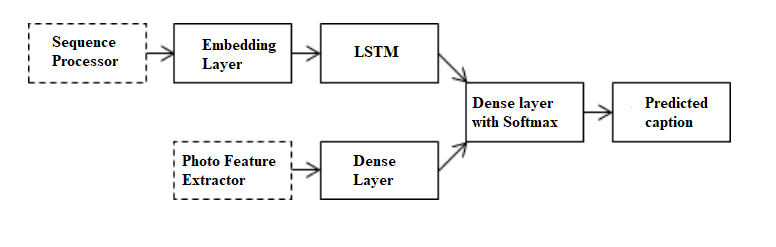 Sequence
Processor
Embedding
Layer
LSTM
Dense layer
with Softmax
Predicted
caption
Photo Feature
Extractor
Dense
Layer